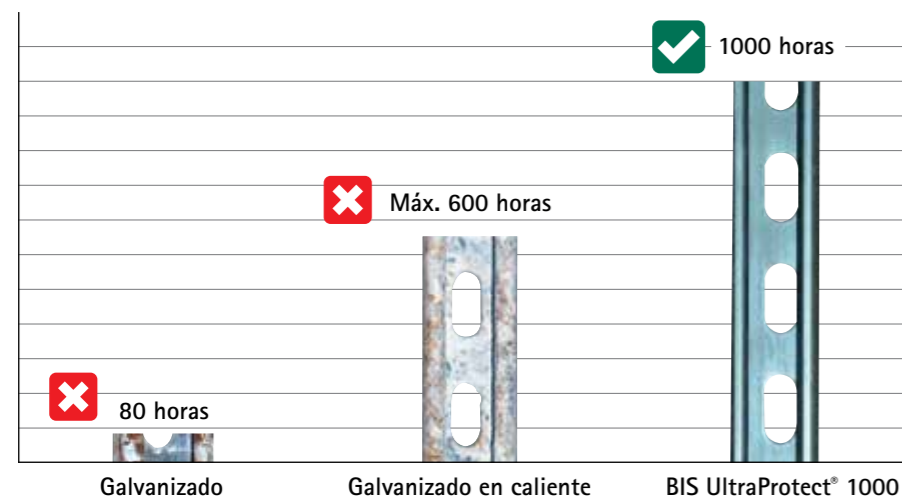 1000 horas
Máx. 600 horas
80 horas
Galvanizado
Galvanizado en caliente
BIS UltraProtect® 1000